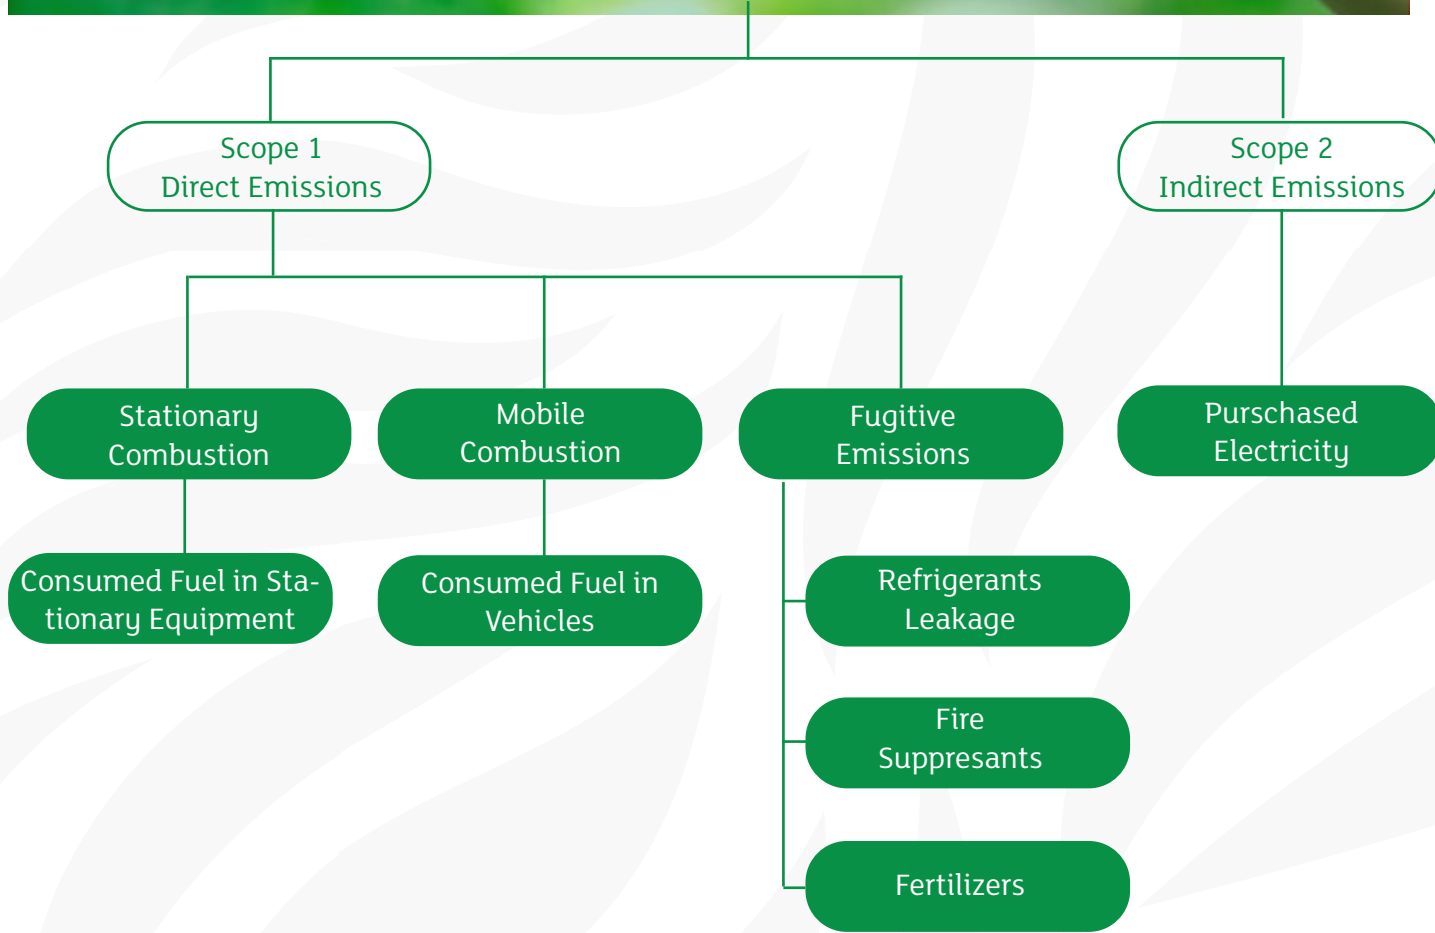 Scope 1
Direct Emissions
Scope 2
Indirect Emissions
Stationary
Combustion
Mobile
Combustion
Fugitive
Emissions
Purschased
Electricity
Consumed Fuel in Sta-
tionary Equipment
Consumed Fuel in
Vehicles
Refrigerants
Leakage
Fire
Suppresants
Fertilizers